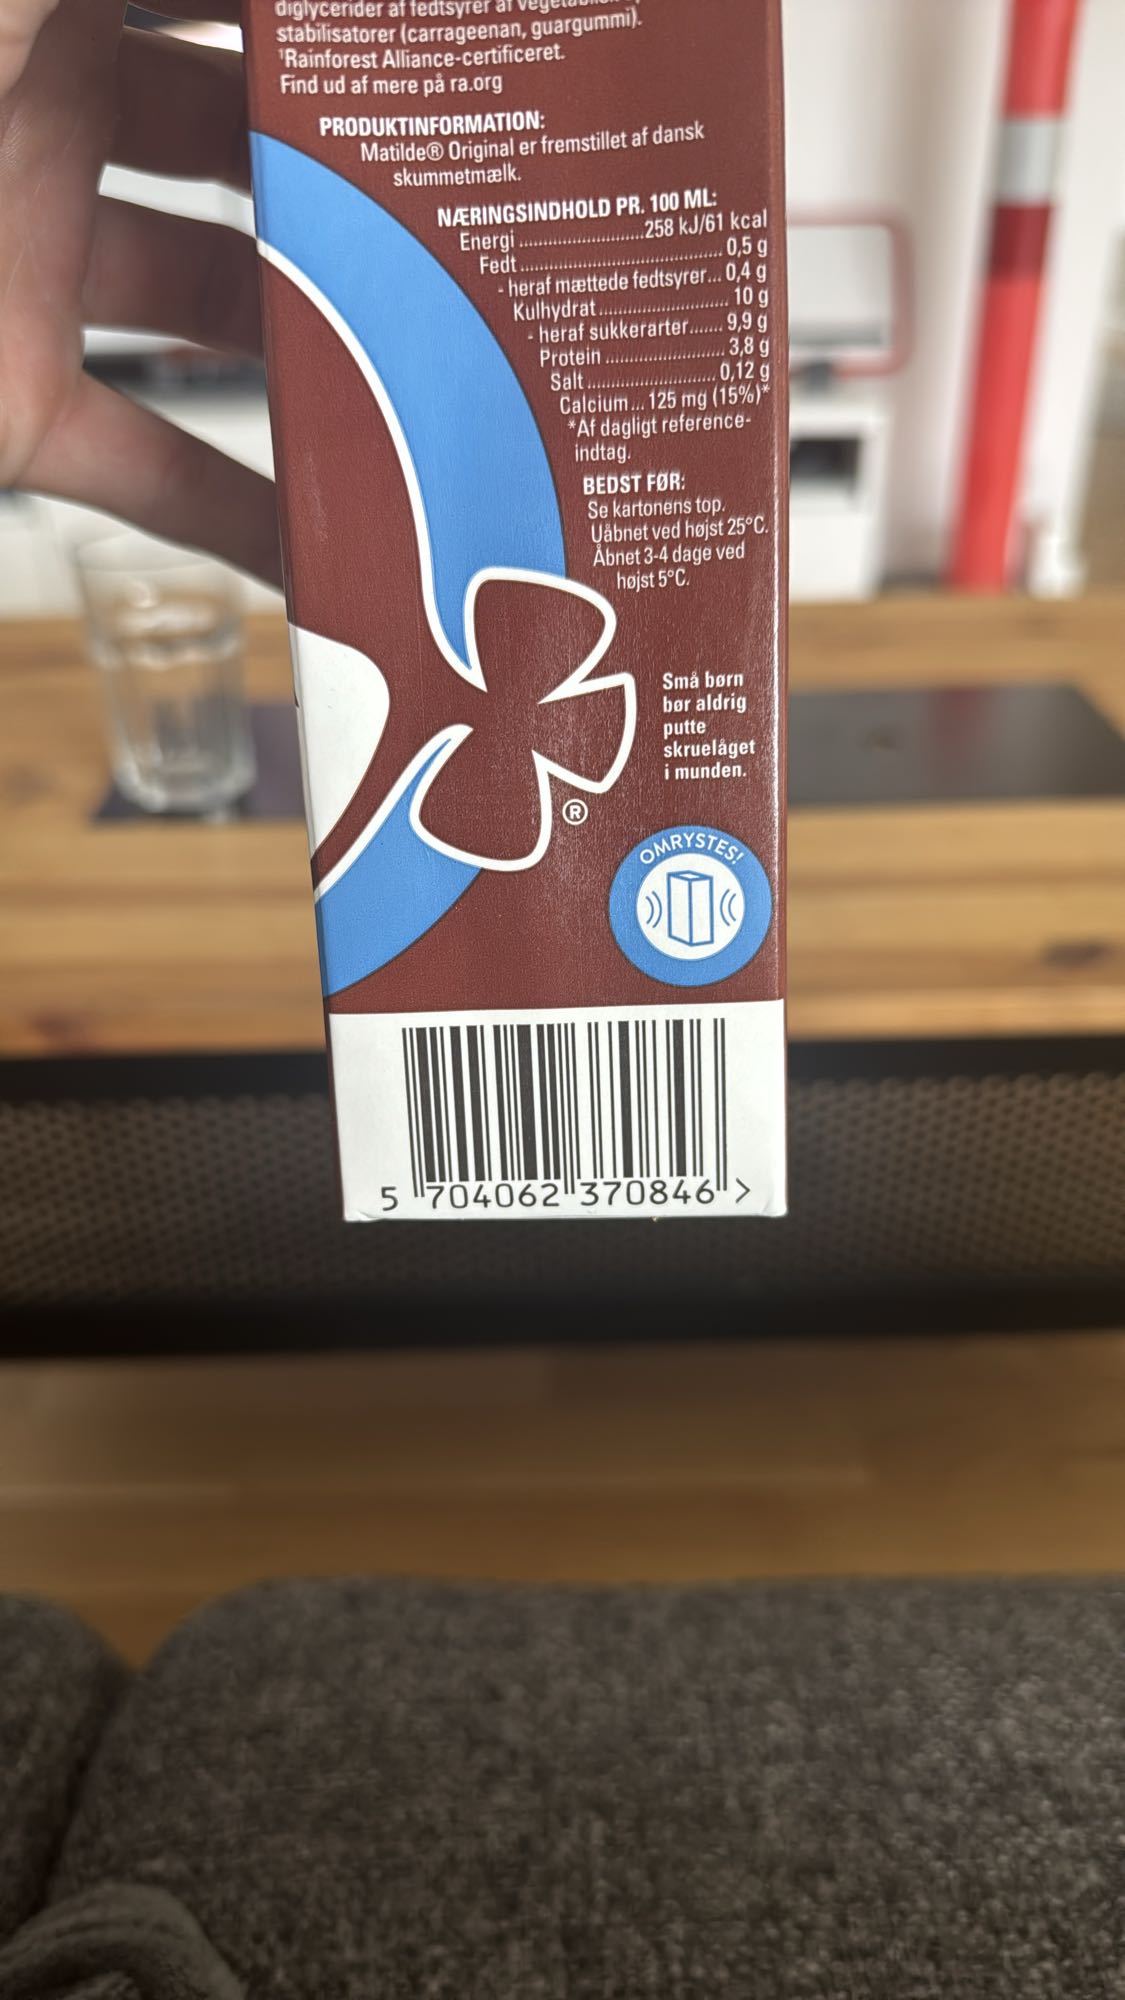 diglycerider af fedtsyrer af
stabilisatorer (carrageenan, guargummi).
¹Rainforest Alliance-certificeret.
Find ud af mere på ra.org
PRODUKTINFORMATION:
Matilde® Original er fremstillet af dansk
skummetmælk.
NÆRINGSINDHOLD PR. 100 ML:
Energi ........................ 258 kJ/61 kcal
Fedt ...................................... 0,5 g
- heraf mættede fedtsyrer... 0,4 g
Kulhydrat ........................ 10 g
- heraf sukkerarter....... 9,9 g
Protein ...................... 3,8 g
Salt ........................ 0,12 g
Calcium... 125 mg (15%)*
*Af dagligt reference-
indtag.
BEDST FØR:
Se kartonens top.
Uåbnet ved højst 25°C.
Åbnet 3-4 dage ved
højst 5°C.
Små børn
bør aldrig
putte
skruelåget
i munden.
®
OMRYSTES!
5 704062 370846 >